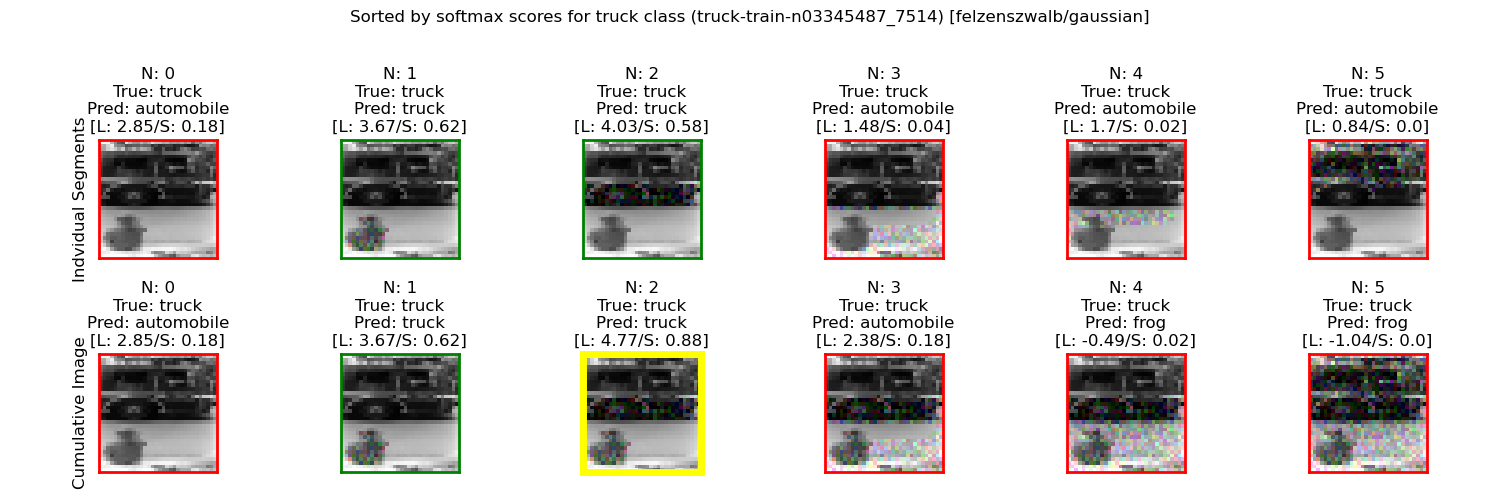 Sorted by softmax scores for truck class (truck-train-n03345487_7514) [felzenszwalb/gaussian]
Indvidual Segments
N: 0
True: truck
Pred: automobile
[L: 2.85/S: 0.18]
N: 1
True: truck
Pred: truck
[L: 3.67/S: 0.62]
N: 2
True: truck
Pred: truck
[L: 4.03/S: 0.58]
N: 3
True: truck
Pred: automobile
[L: 1.48/S: 0.04]
N: 4
True: truck
Pred: automobile
[L: 1.7/S: 0.02]
N: 5
True: truck
Pred: automobile
[L: 0.84/S: 0.0]
Cumulative Image
N: 0
True: truck
Pred: automobile
[L: 2.85/S: 0.18]
N: 1
True: truck
Pred: truck
[L: 3.67/S: 0.62]
N: 2
True: truck
Pred: truck
[L: 4.77/S: 0.88]
N: 3
True: truck
Pred: automobile
[L: 2.38/S: 0.18]
N: 4
True: truck
Pred: frog
[L: -0.49/S: 0.02]
N: 5
True: truck
Pred: frog
[L: -1.04/S: 0.0]